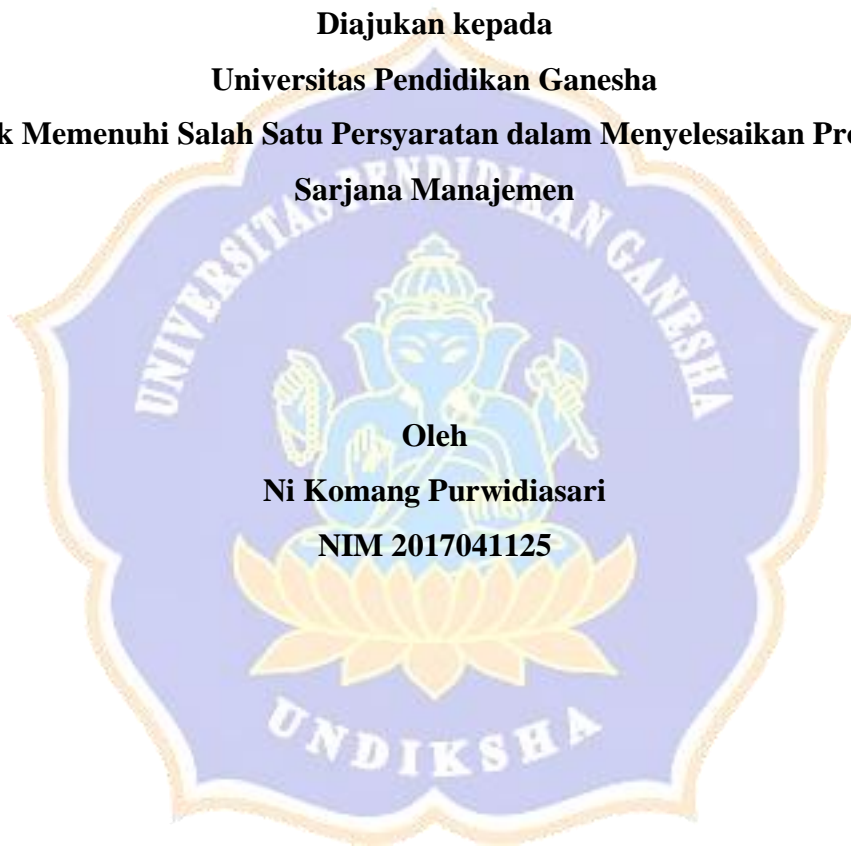 Diajukan kepada
Universitas Pendidikan Ganesha
Memenuhi Salah Satu Persyaratan dalam Menyelesaikan
Sarjana Manajemen
UNIVERSITAS PENDIDIKAN GANESHA
Oleh
Ni Komang Purwidiasari
NIM 2017041125
UNDIKSHA